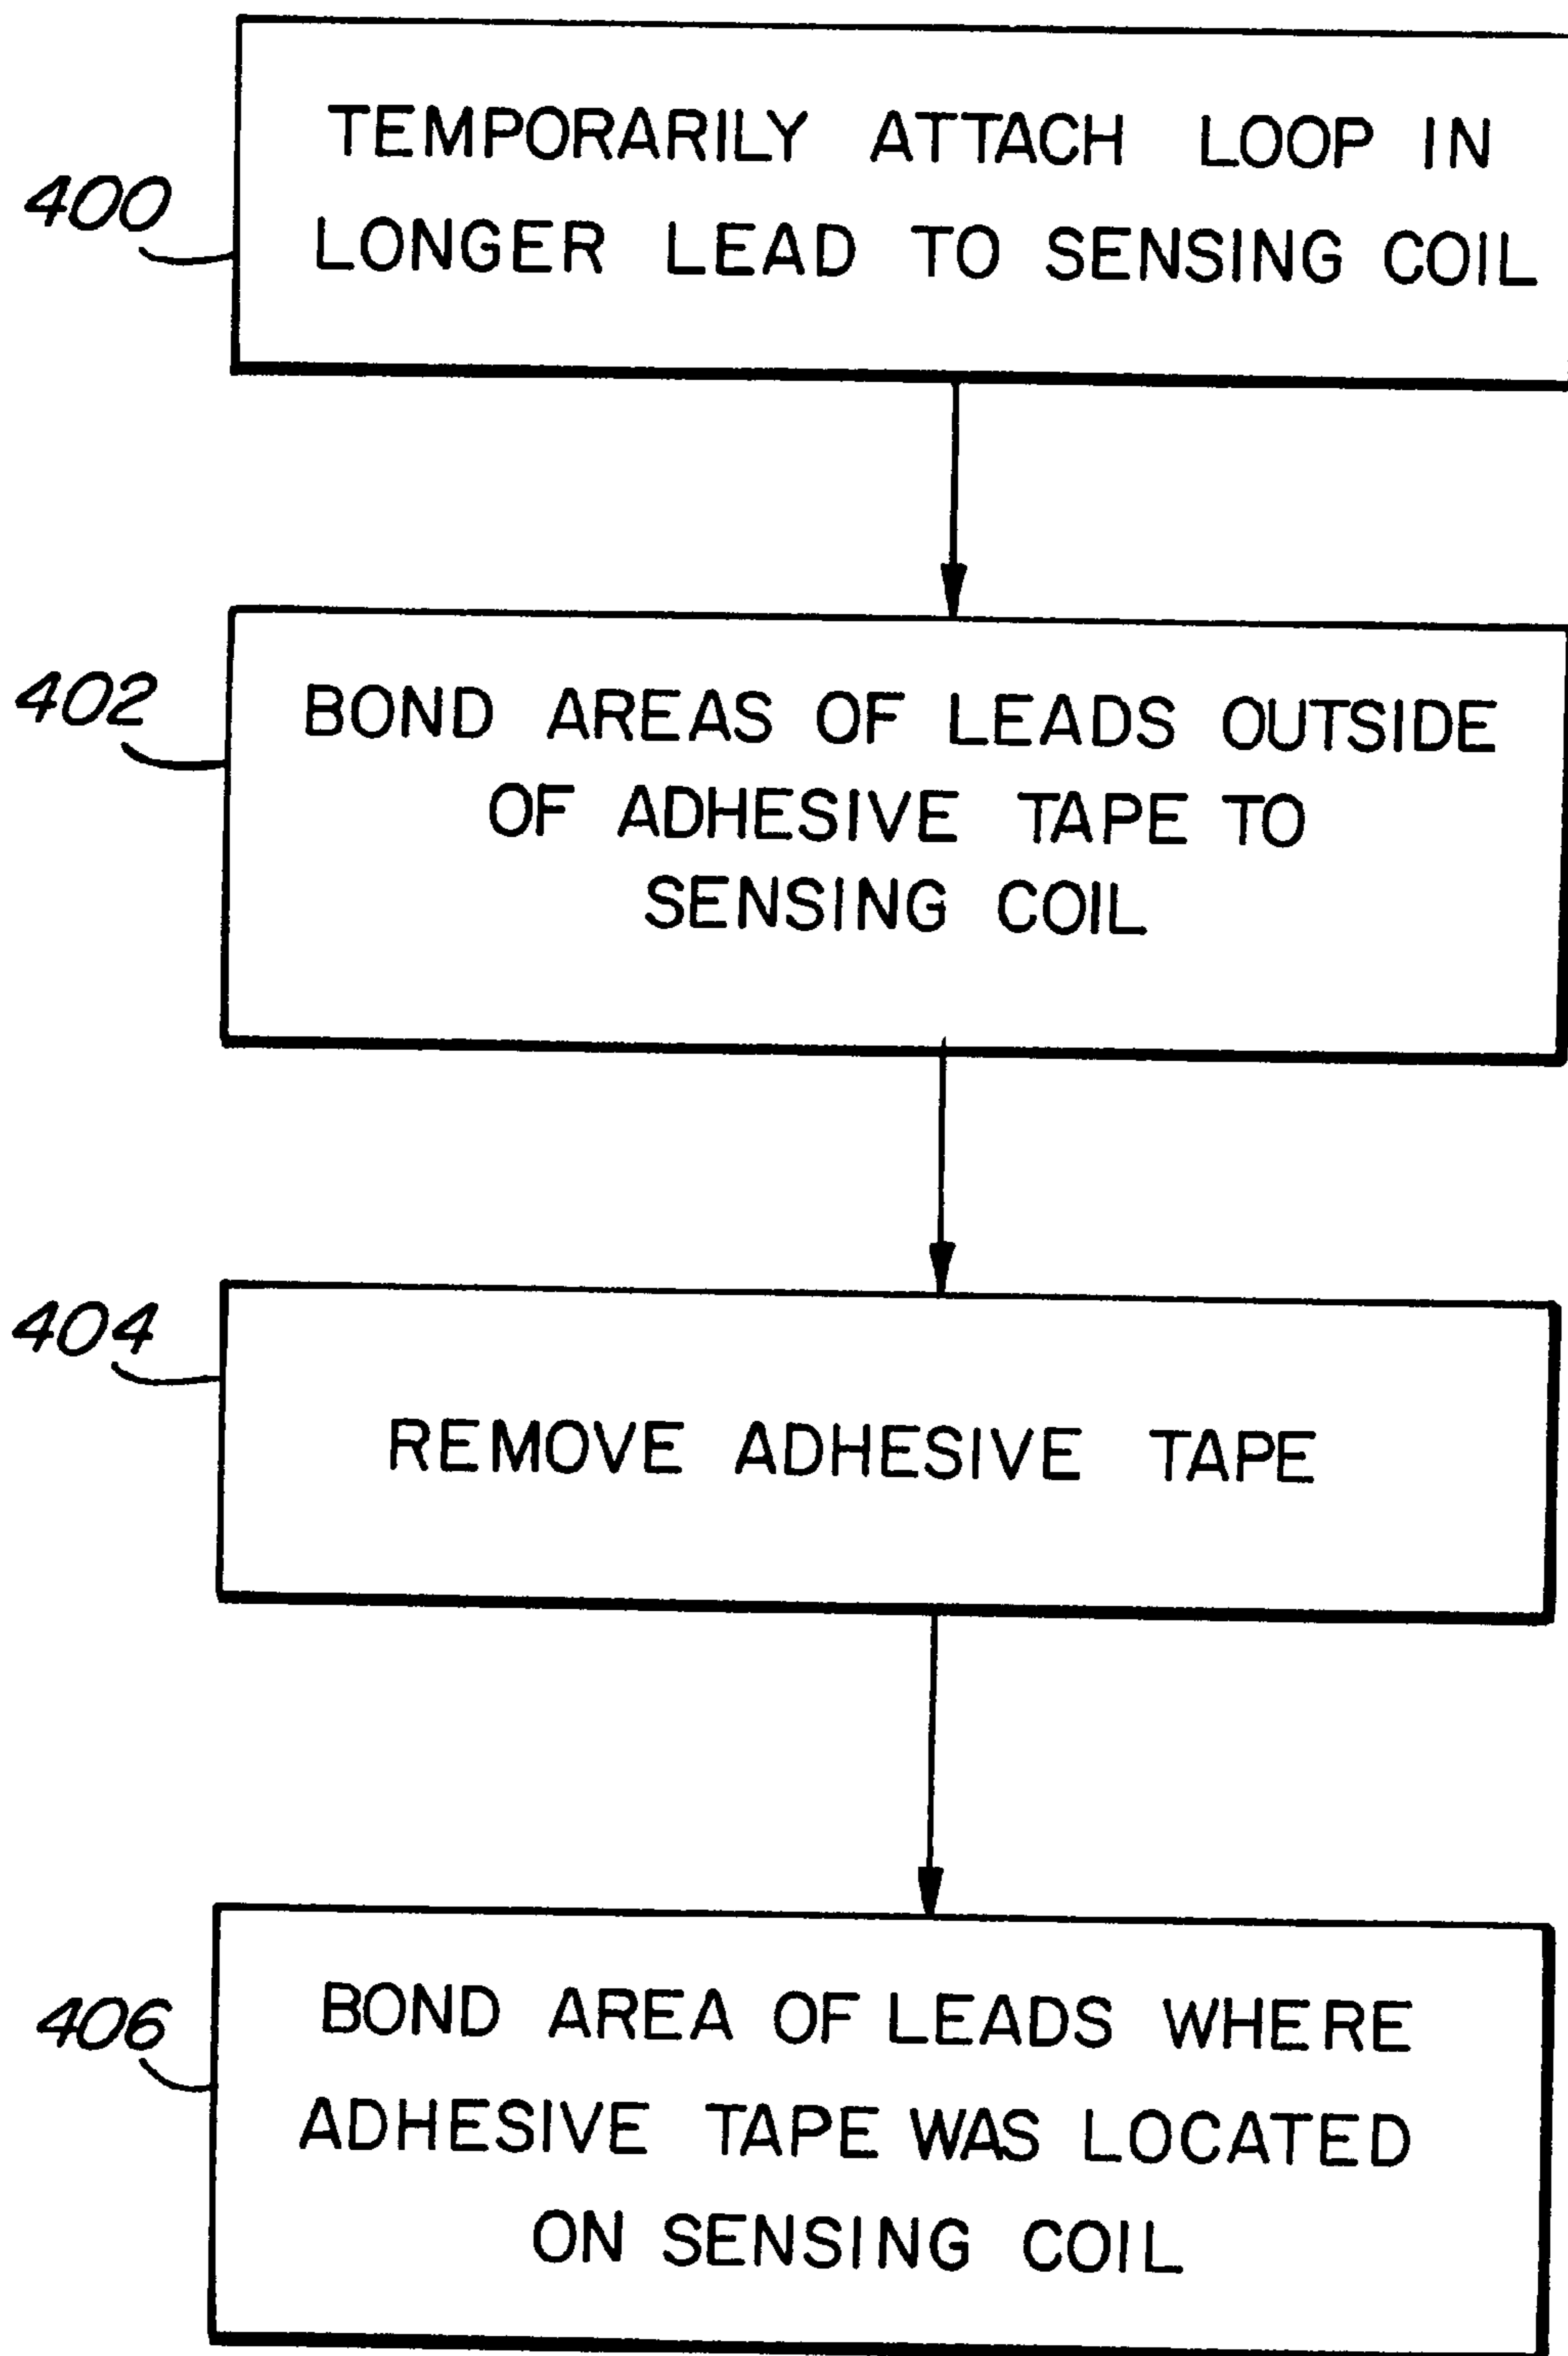 TEMPORARILY ATTACH LOOP IN
400
LONGER LEAD TO SENSING COIL
402
BOND AREAS OF LEADS OUTSIDE
OF ADHESIVE TAPE TO
SENSING COIL
404
REMOVE ADHESIVE TAPE
406
BOND AREA OF LEADS WHERE
ADHESIVE TAPE WAS LOCATED
ON SENSING COIL